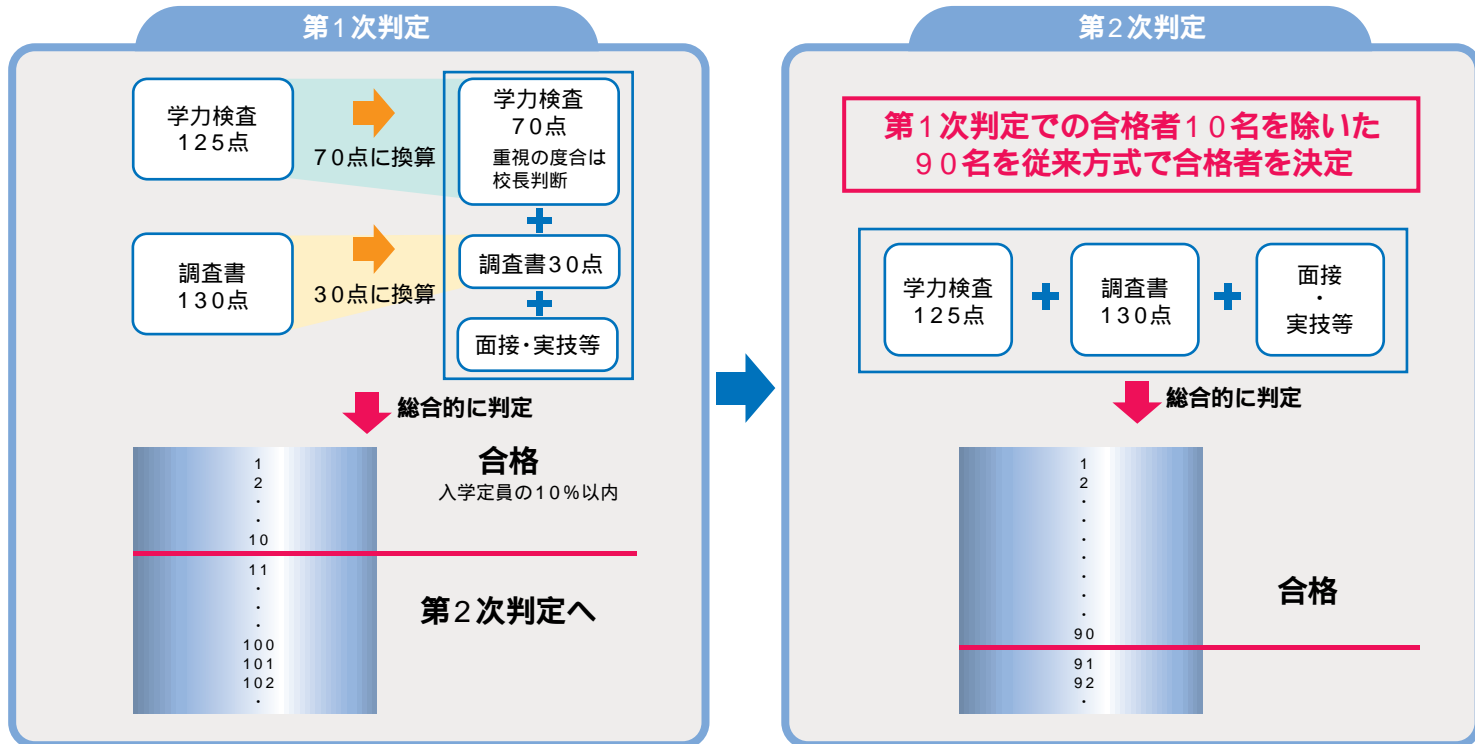 第1次判定
学力検査
125点
70点に換算
学力検査
70点
重視の度合は
校長判断
+
調査書
130点
30点に換算
調査書30点
+
面接・実技等
総合的に判定
1
2
・
・
10
11
・
・
・
100
101
102
・
合格
入学定員の10%以内
第2次判定へ
第2次判定
第1次判定での合格者10名を除いた
90名を従来方式で合格者を決定
学力検査
125点
+
調査書
130点
+
面接
・
実技等
総合的に判定
1
2
・
・
・
・
・
・
・
90
91
92
・
合格